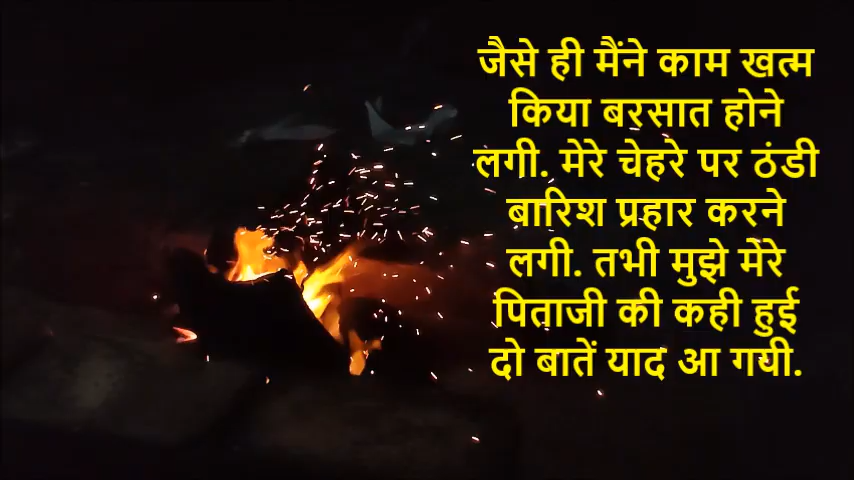 जैसे ही मैंने काम खत्म
किया बरसात होने
लगी. मेरे चेहरे पर ठंडी
बारिश प्रहार करने
लगी. तभी मुझे मेरे
पिताजी की कही हुई
दो बातें याद आ गयी.